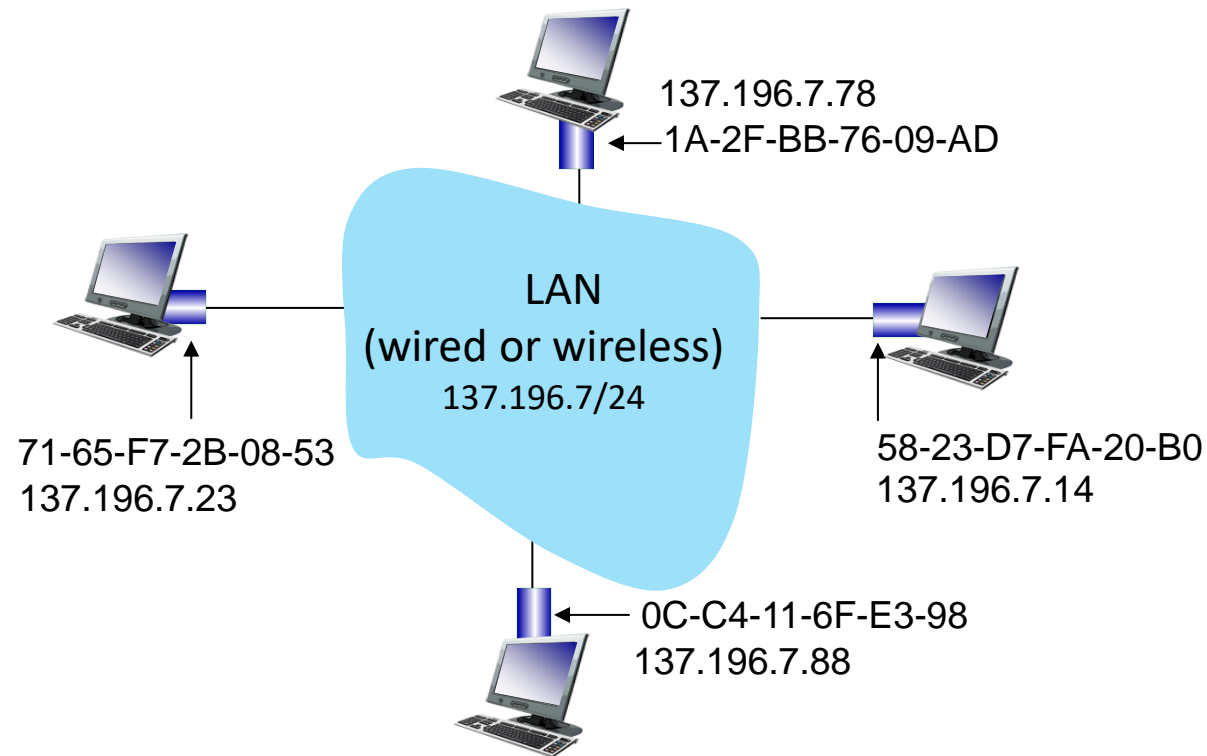 137.196.7.78
1A-2F-BB-76-09-AD
LAN
(wired or wireless)
137.196.7/24
71-65-F7-2B-08-53
137.196.7.23
58-23-D7-FA-20-B0
137.196.7.14
0C-C4-11-6F-E3-98
137.196.7.88